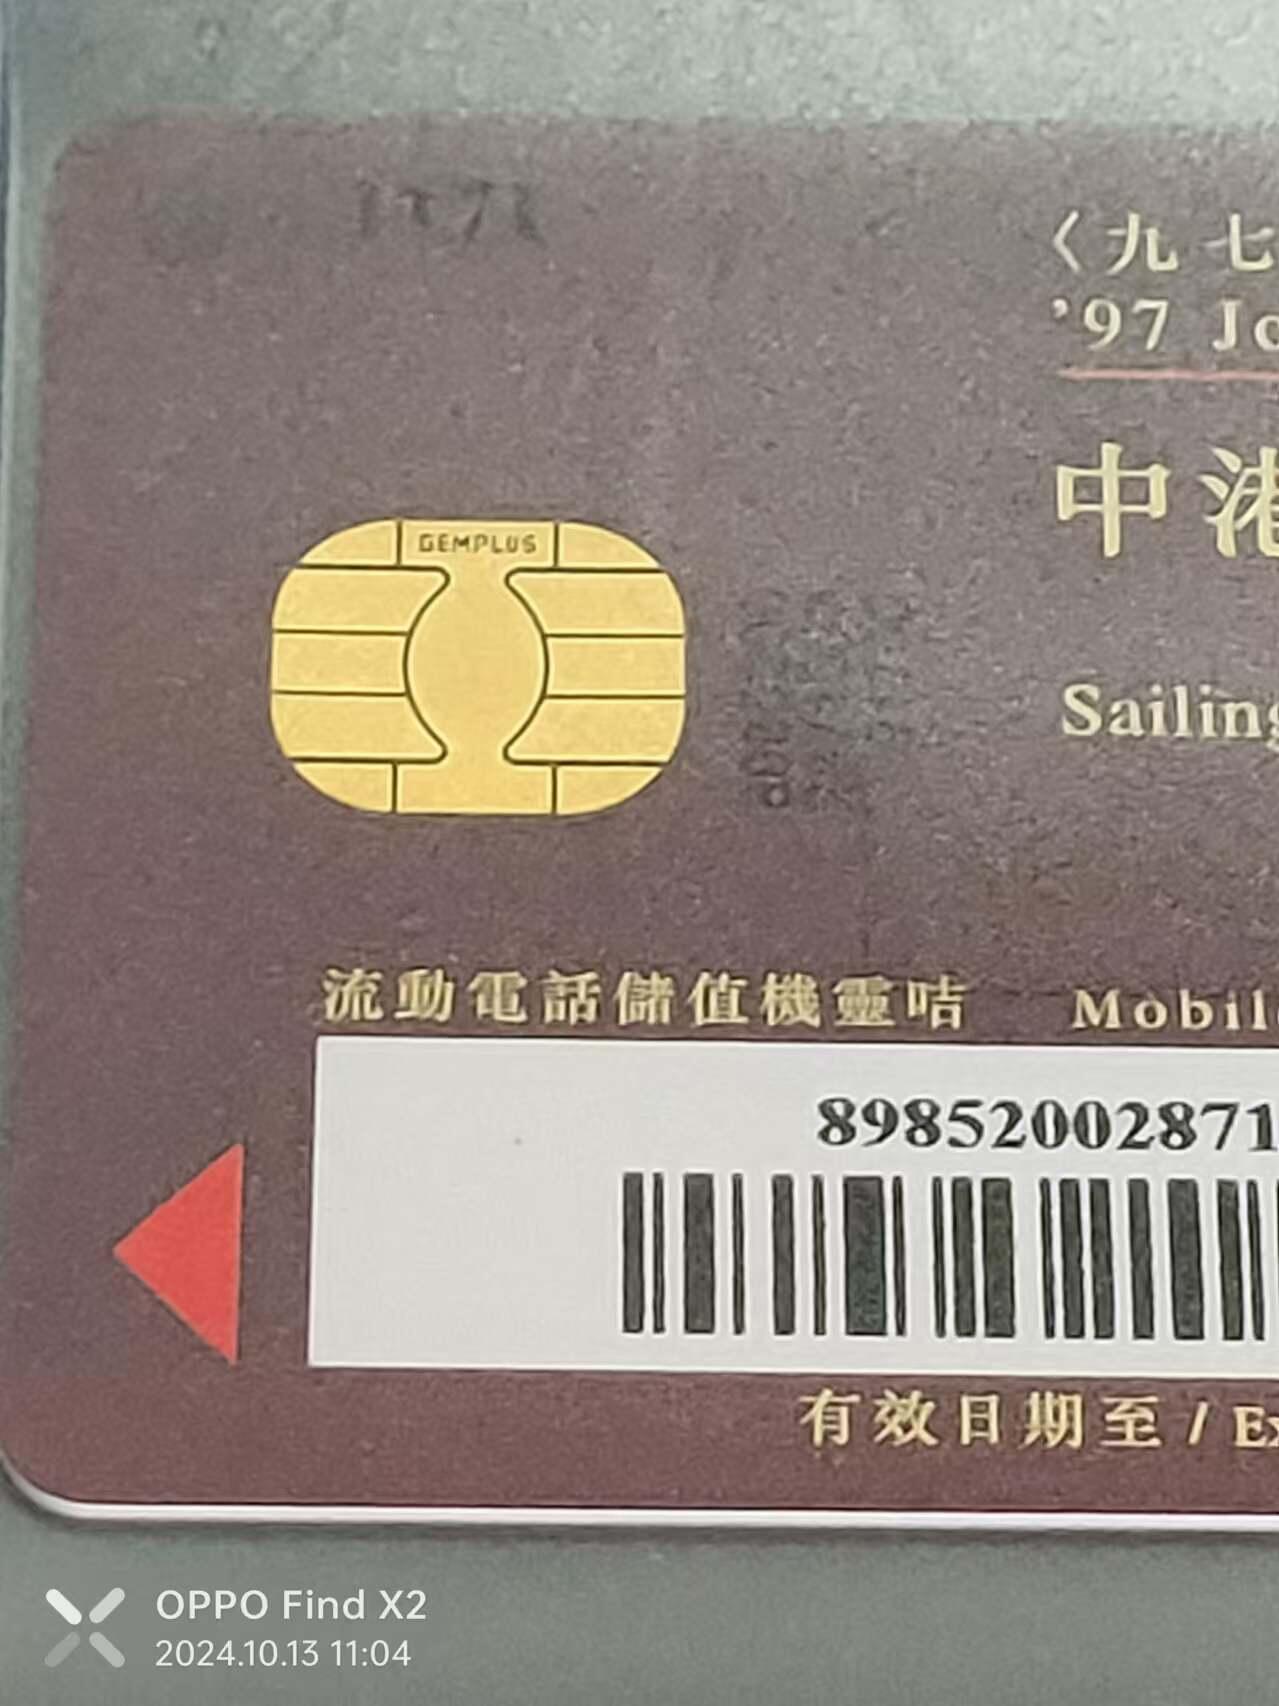 〈九七
’97 Jo
中港
GEMPLUS
Sailing
流動電話儲值機靈咭 Mobile
89852002871
有效日期至 / Ex
OPPO Find X2
2024.10.13 11:04